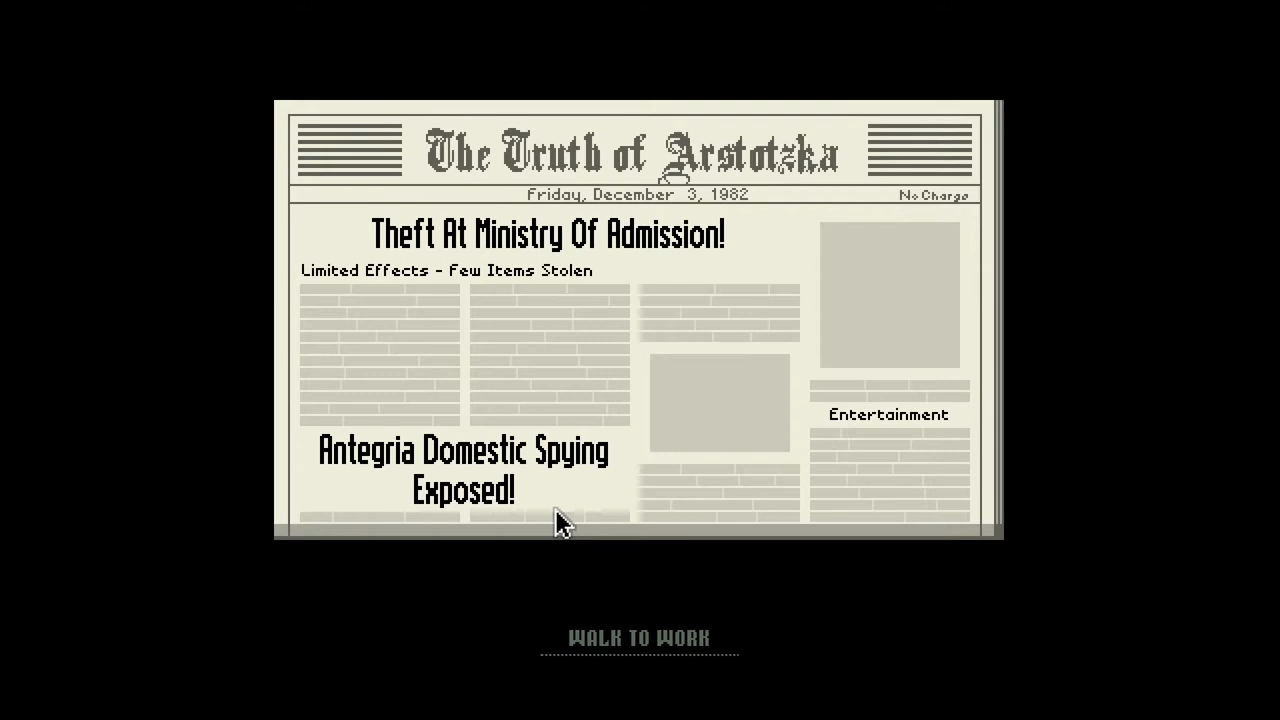 The Truth of Arstotzka
Friday, December 3, 1982
No Charge
Theft At Ministry Of Admission!
Limited Effects - Few Items Stolen
Antegria Domestic Spying
Exposed!
Entertainment
WALK TO WORK